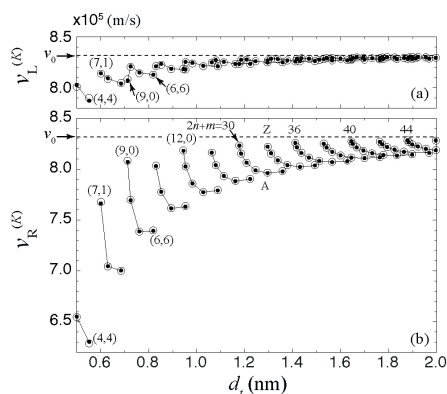 x10⁵ (m/s)
8.5
v₀
(7,1)
v_L^(K)
8.0
(4,4)
(9,0)
(6,6)
(a)
8.5
v₀
(12,0)
2n+m=30
Z
36
40
44
(9,0)
8.0
A
(7,1)
v_R^(K)
7.5
(6,6)
7.0
6.5
(4,4)
(b)
0.6 0.8 1.0 1.2 1.4 1.6 1.8 2.0
d_t (nm)